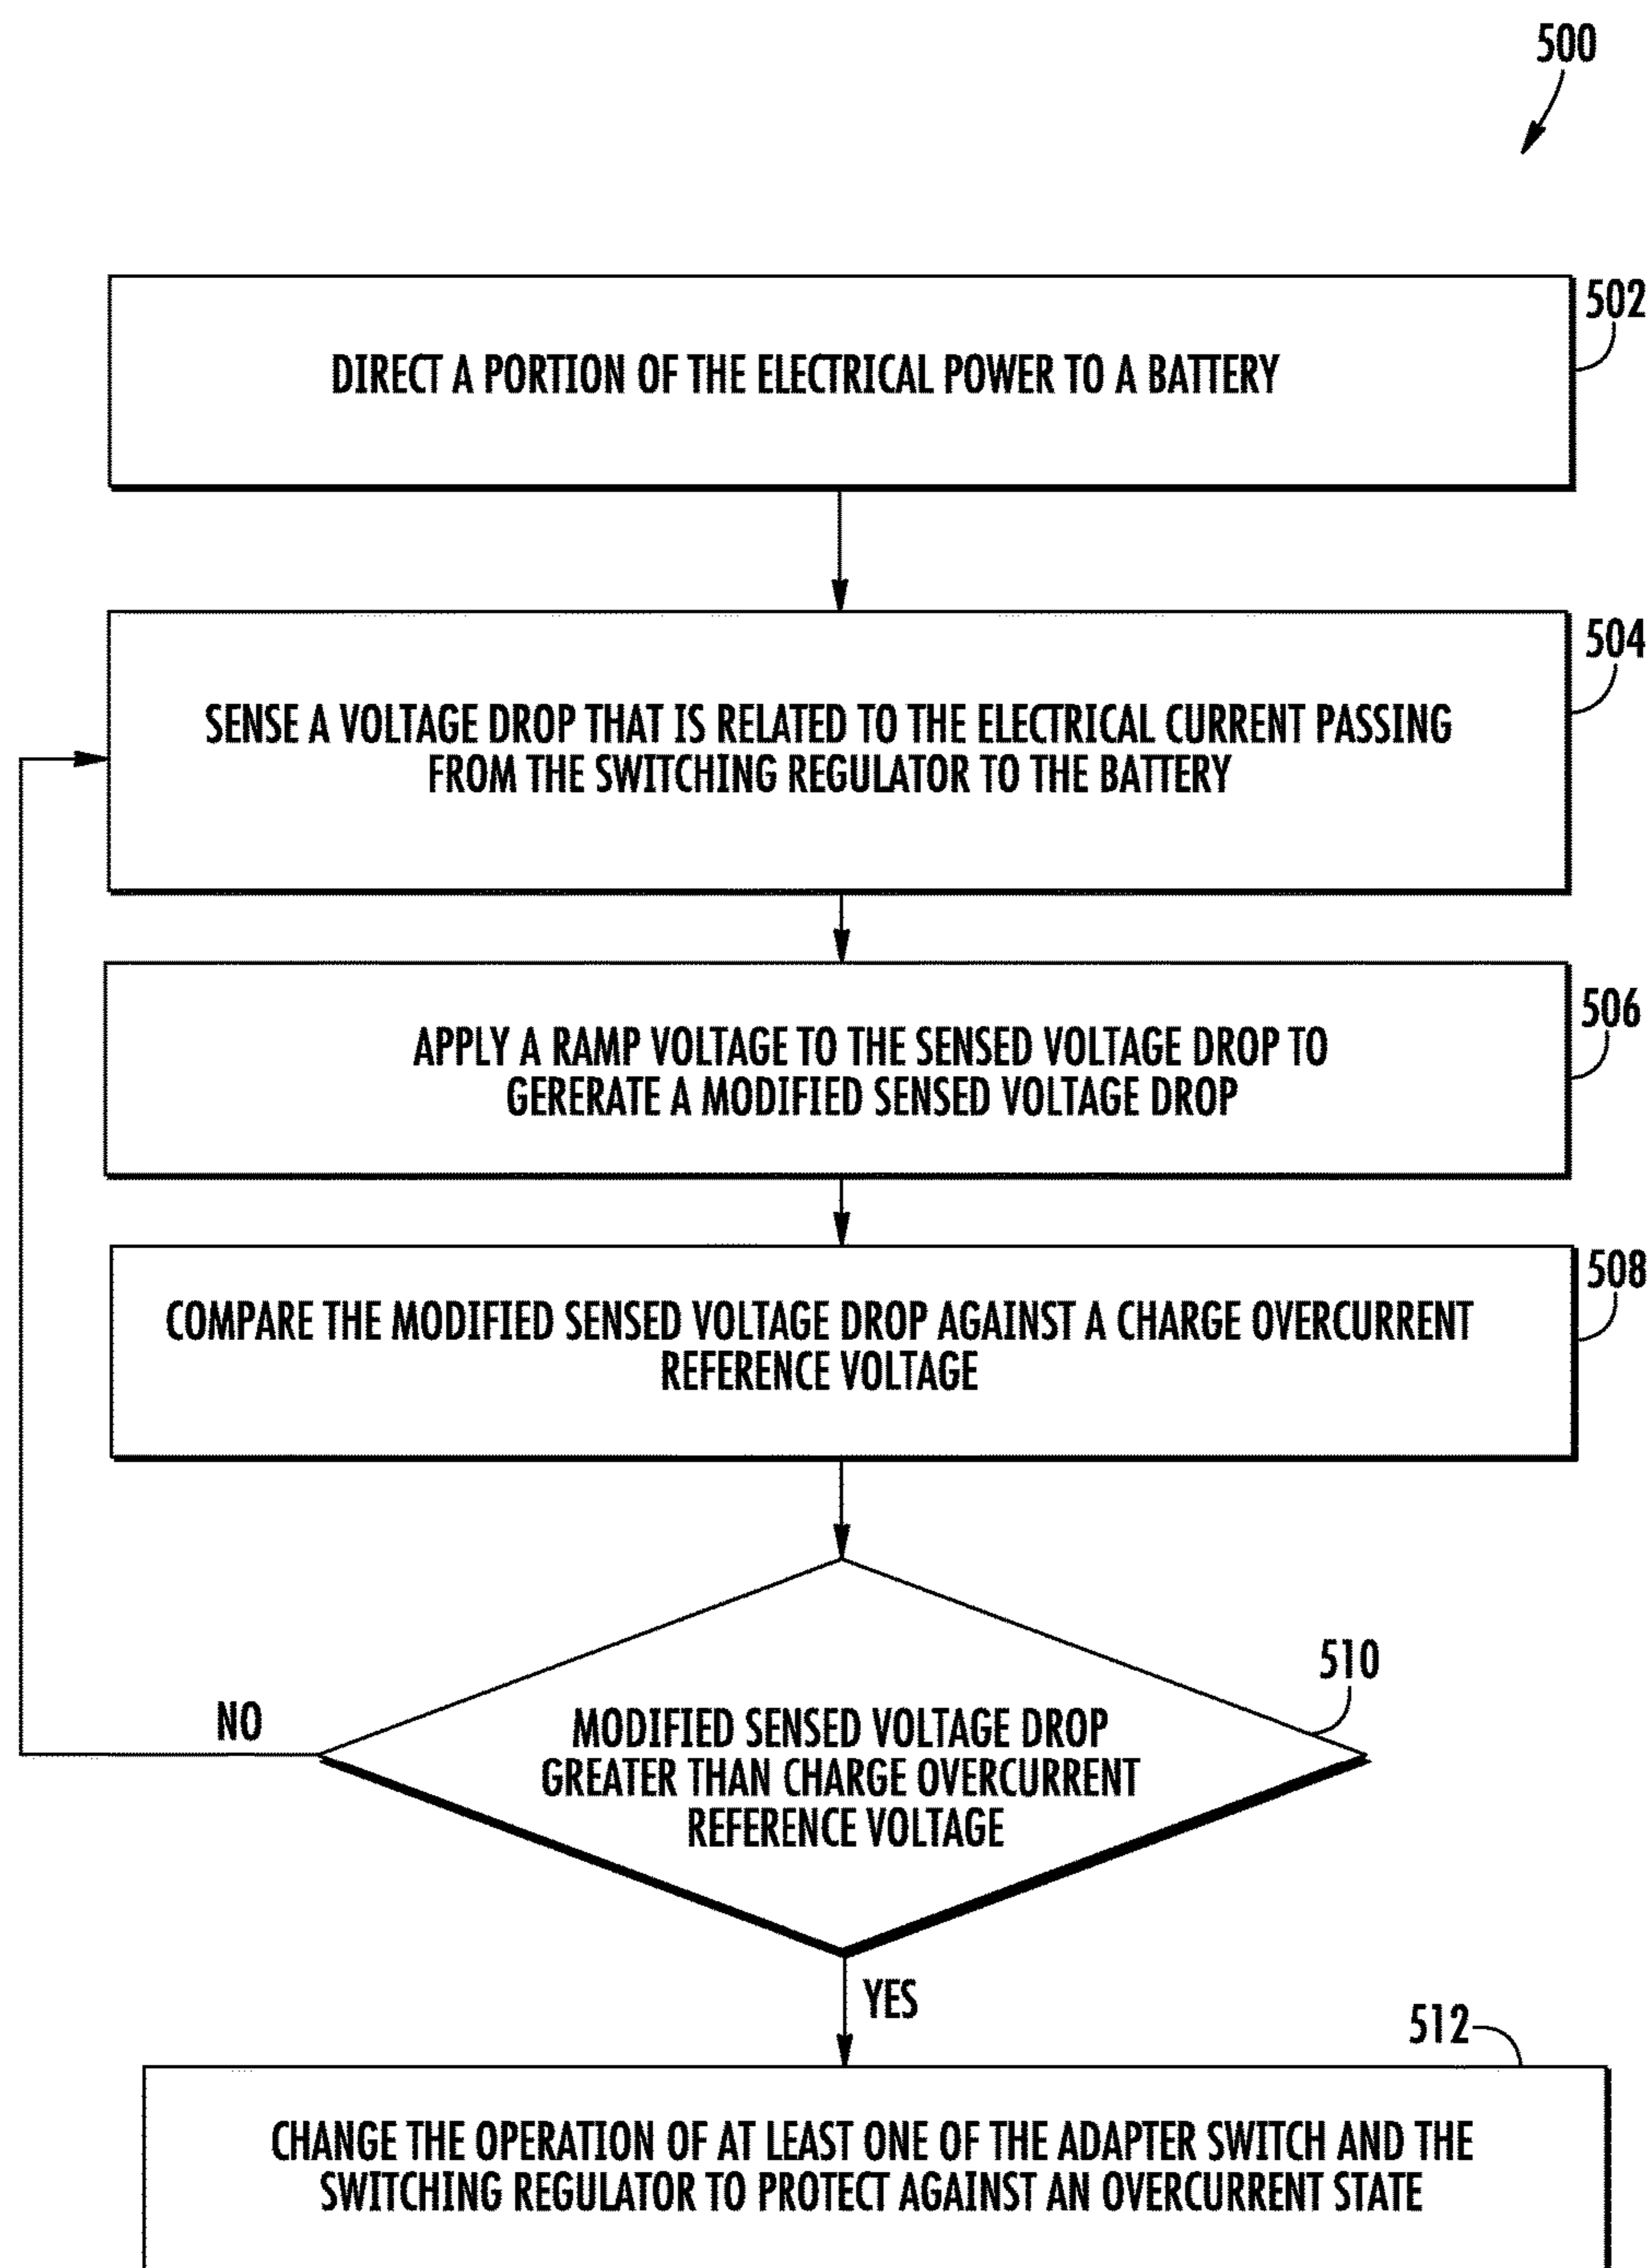 500
502
DIRECT A PORTION OF THE ELECTRICAL POWER TO A BATTERY
504
SENSE A VOLTAGE DROP THAT IS RELATED TO THE ELECTRICAL CURRENT PASSING
FROM THE SWITCHING REGULATOR TO THE BATTERY
506
APPLY A RAMP VOLTAGE TO THE SENSED VOLTAGE DROP TO
GERERATE A MODIFIED SENSED VOLTAGE DROP
508
COMPARE THE MODIFIED SENSED VOLTAGE DROP AGAINST A CHARGE OVERCURRENT
REFERENCE VOLTAGE
510
NO
MODIFIED SENSED VOLTAGE DROP
GREATER THAN CHARGE OVERCURRENT
REFERENCE VOLTAGE
YES
512
CHANGE THE OPERATION OF AT LEAST ONE OF THE ADAPTER SWITCH AND THE
SWITCHING REGULATOR TO PROTECT AGAINST AN OVERCURRENT STATE